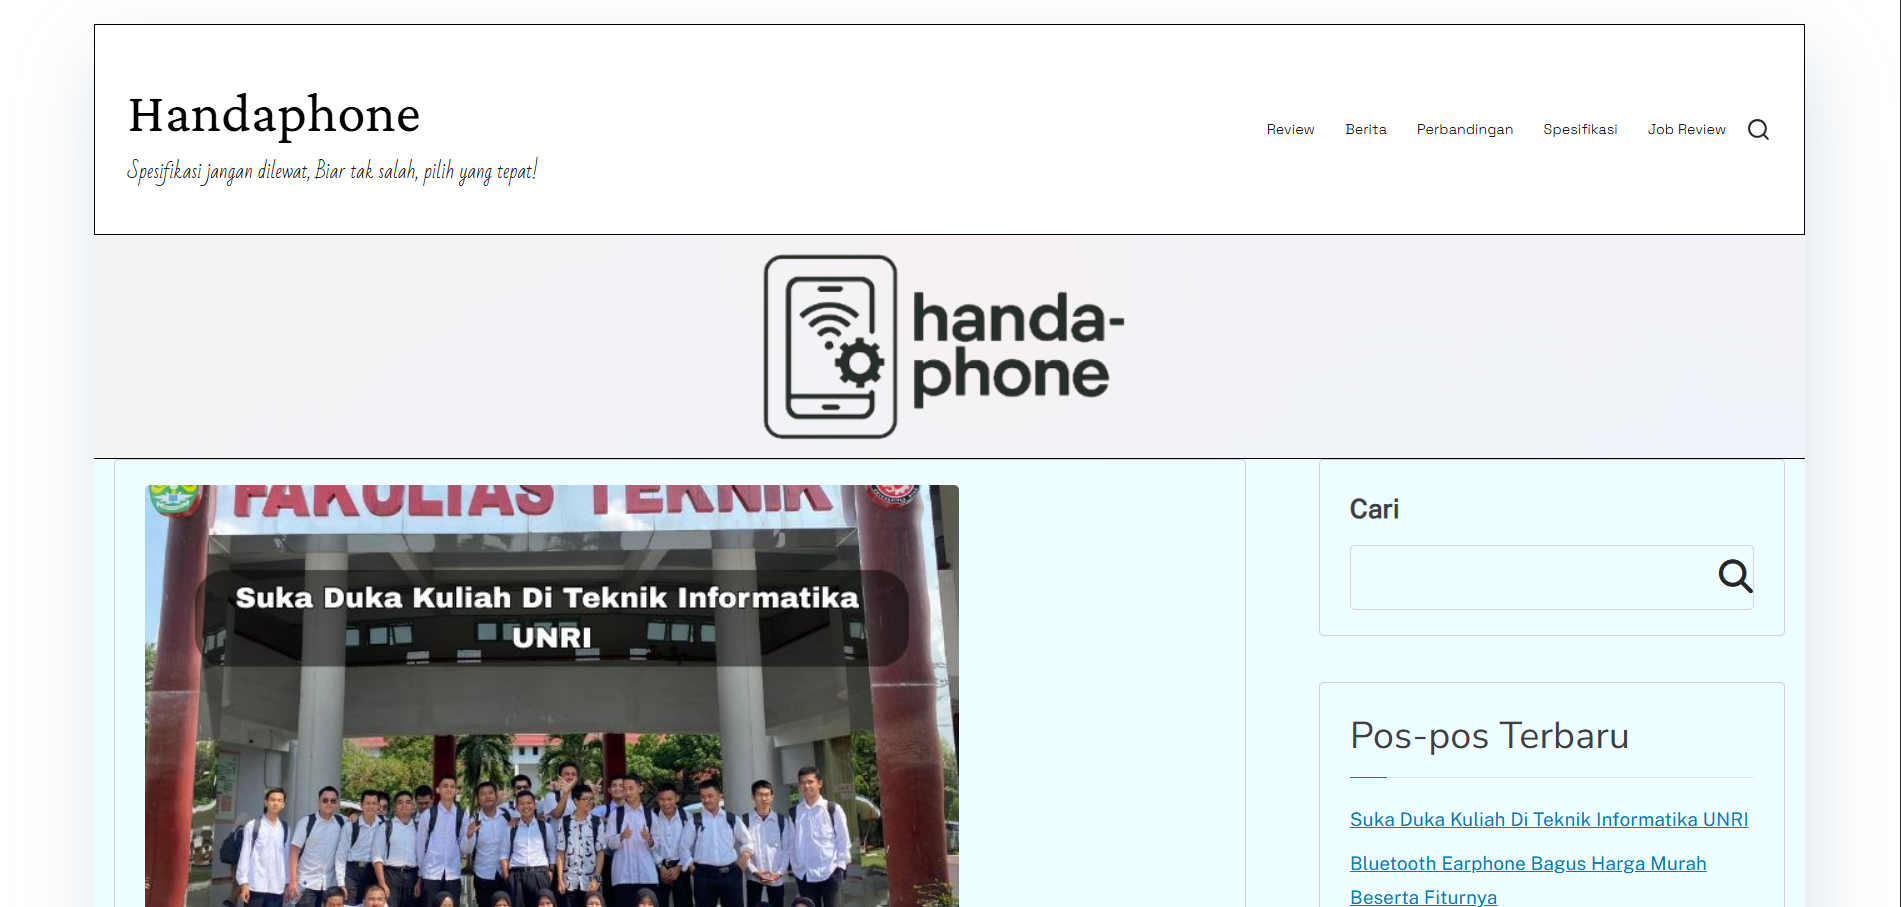 Handaphone
Spesifikasi jangan dilewat, Biar tak salah, pilih yang tepat!
Review
Berita
Perbandingan
Spesifikasi
Job Review
handa-
phone
FAKULTAS TEKNIK
Suka Duka Kuliah Di Teknik Informatika
UNRI
Cari
Pos-pos Terbaru
Suka Duka Kuliah Di Teknik Informatika UNRI
Bluetooth Earphone Bagus Harga Murah
Beserta Fiturnya